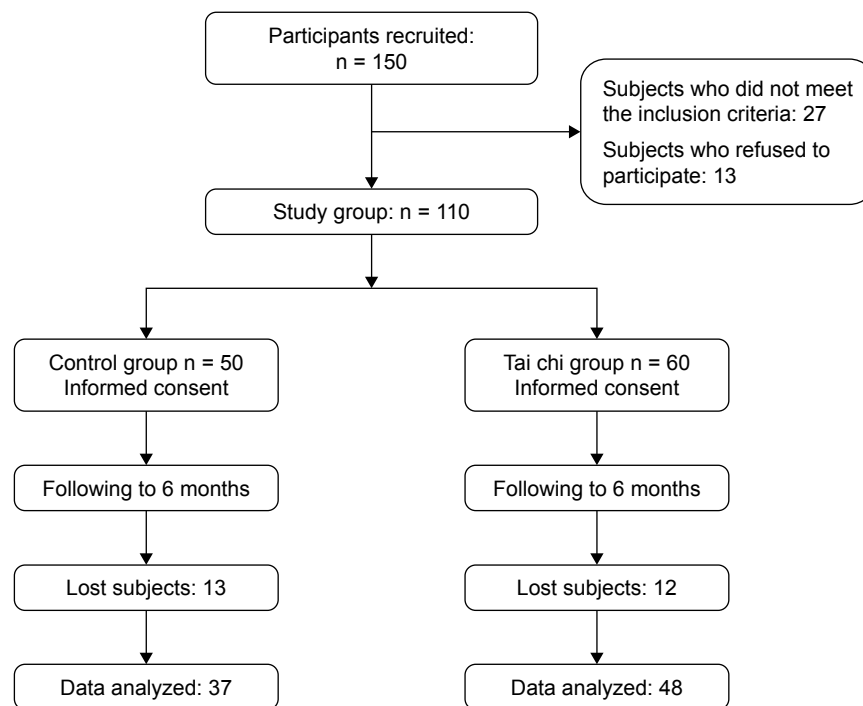 Participants recruited:
n = 150
Subjects who did not meet
the inclusion criteria: 27
Subjects who refused to
participate: 13
Study group: n = 110
Control group n = 50
Informed consent
Tai chi group n = 60
Informed consent
Following to 6 months
Following to 6 months
Lost subjects: 13
Lost subjects: 12
Data analyzed: 37
Data analyzed: 48